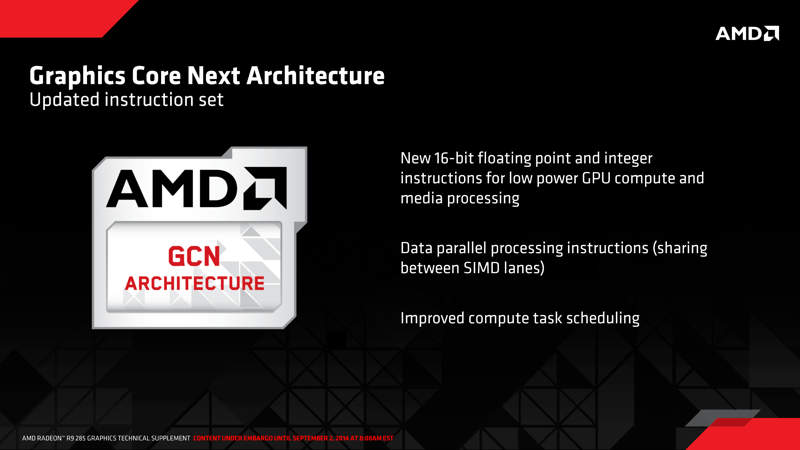 AMD
Graphics Core Next Architecture
Updated instruction set
AMD
GCN
ARCHITECTURE
New 16-bit floating point and integer
instructions for low power GPU compute and
media processing
Data parallel processing instructions (sharing
between SIMD lanes)
Improved compute task scheduling
AMD RADEON™ R9 285 GRAPHICS TECHNICAL SUPPLEMENT CONTENT UNDER EMBARGO UNTIL SEPTEMBER 2, 2014 AT 8:00AM EST